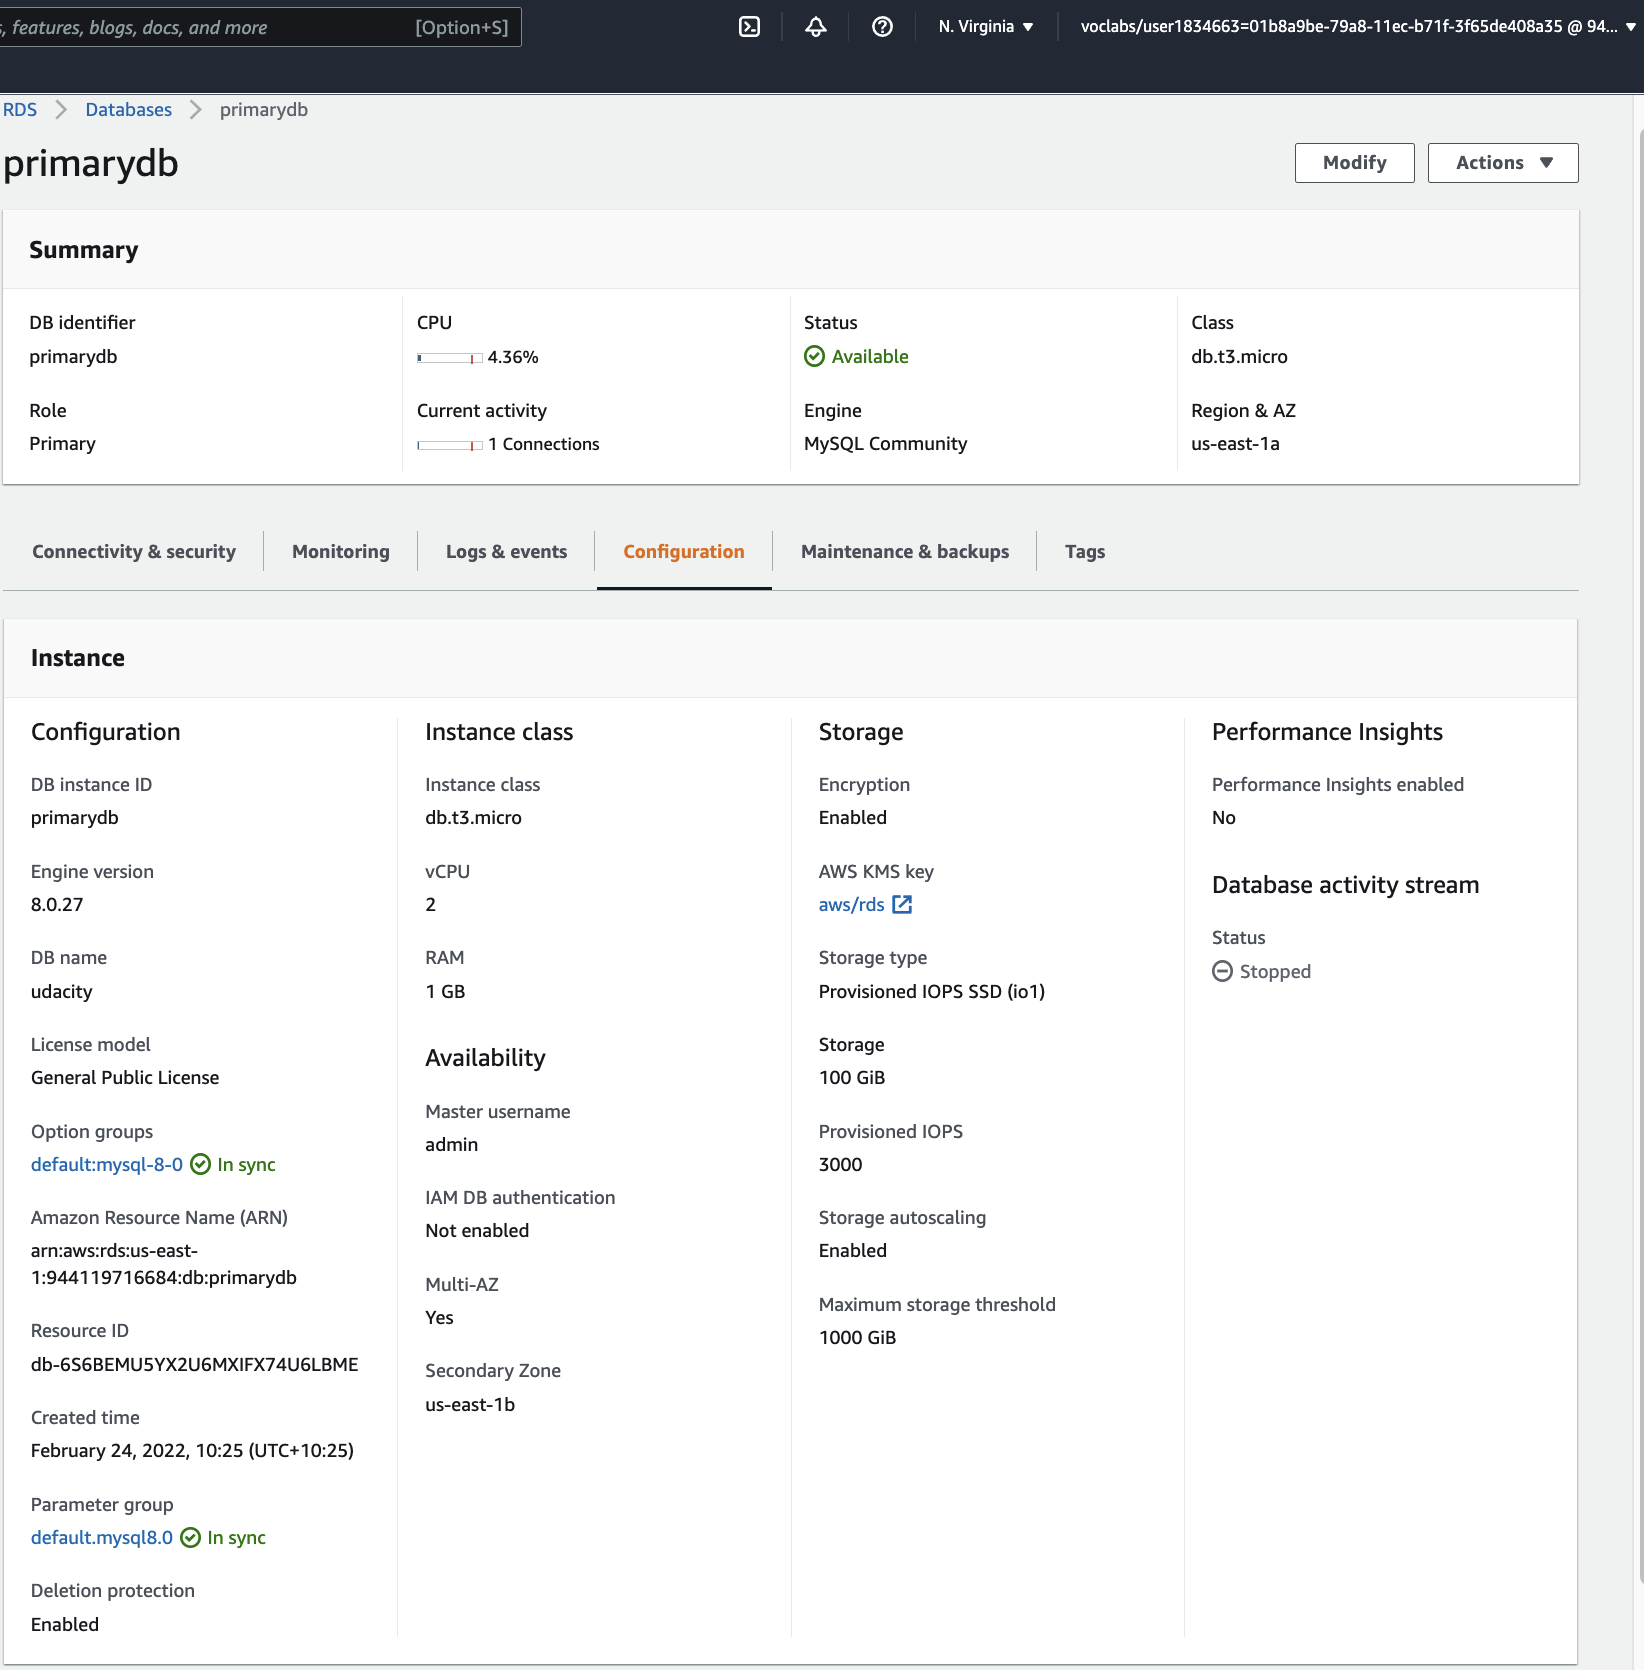 s, features, blogs, docs, and more [Option+S] N. Virginia voclabs/user1834663=01b8a9be-79a8-11ec-b71f-3f65de408a35 @ 94...
RDS Databases primarydb
primarydb
Modify Actions
Summary
DB identifier CPU Status Class
primarydb 4.36% Available db.t3.micro
Role Current activity Engine Region & AZ
Primary 1 Connections MySQL Community us-east-1a
Connectivity & security Monitoring Logs & events Configuration Maintenance & backups Tags
Instance
Configuration
DB instance ID
primarydb
Engine version
8.0.27
DB name
udacity
License model
General Public License
Option groups
default:mysql-8-0 In sync
Amazon Resource Name (ARN)
arn:aws:rds:us-east-
1:944119716684:db:primarydb
Resource ID
db-6S6BEMU5YX2U6MXIFX74U6LBME
Created time
February 24, 2022, 10:25 (UTC+10:25)
Parameter group
default.mysql8.0 In sync
Deletion protection
Enabled
Instance class
Instance class
db.t3.micro
vCPU
2
RAM
1 GB
Availability
Master username
admin
IAM DB authentication
Not enabled
Multi-AZ
Yes
Secondary Zone
us-east-1b
Storage
Encryption
Enabled
AWS KMS key
aws/rds
Storage type
Provisioned IOPS SSD (io1)
Storage
100 GiB
Provisioned IOPS
3000
Storage autoscaling
Enabled
Maximum storage threshold
1000 GiB
Performance Insights
Performance Insights enabled
No
Database activity stream
Status
Stopped